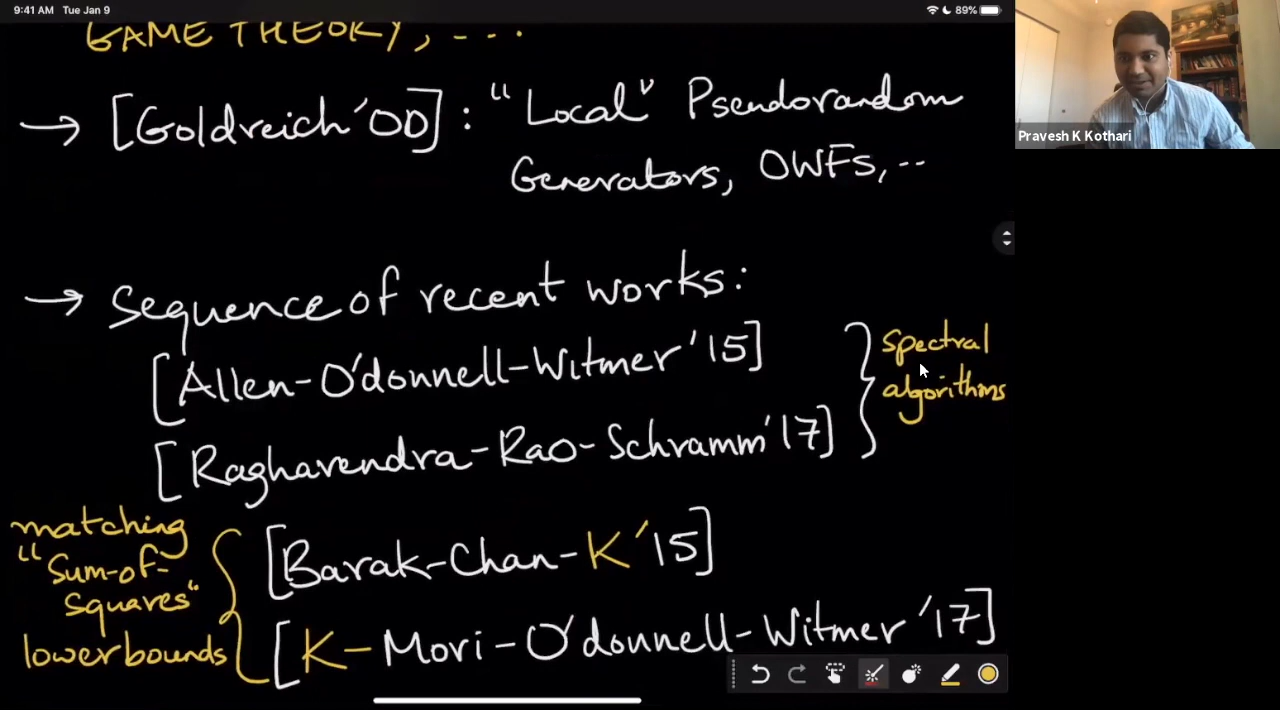 9:41 AM Tue Jan 9
89%
GAME THEORY, ---
→ [Goldreich'00]: "Local" Pseudorandom
Generators, OWFs, --
→ Sequence of recent works:
[Allen-O'donnell-Witmer'15]
[Raghavendra-Rao-Schramm'17]
spectral
algorithms
matching
"Sum-of-
squares"
lowerbounds
[Barak-Chan-K'15]
[K-Mori-O'donnell-Witmer'17]
Pravesh K Kothari